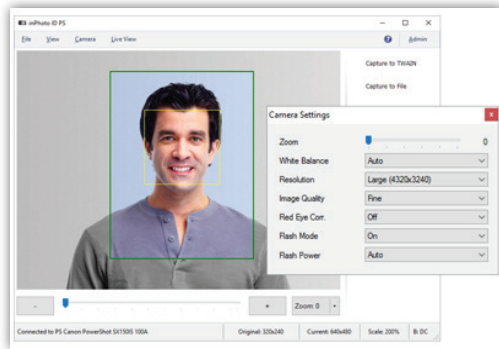 inPhoto ID PS
File View Camera Live View Admin
Capture to TWAIN
Capture to File
Camera Settings
Zoom 0
White Balance Auto
Resolution Large (4320x3240)
Image Quality Fine
Red Eye Corr. Off
Flash Mode On
Flash Power Auto
- + Zoom: 0
Connected to PS Canon PowerShot SX150IS 100A Original: 320x240 Current: 640x480 Scale: 200% B: DC